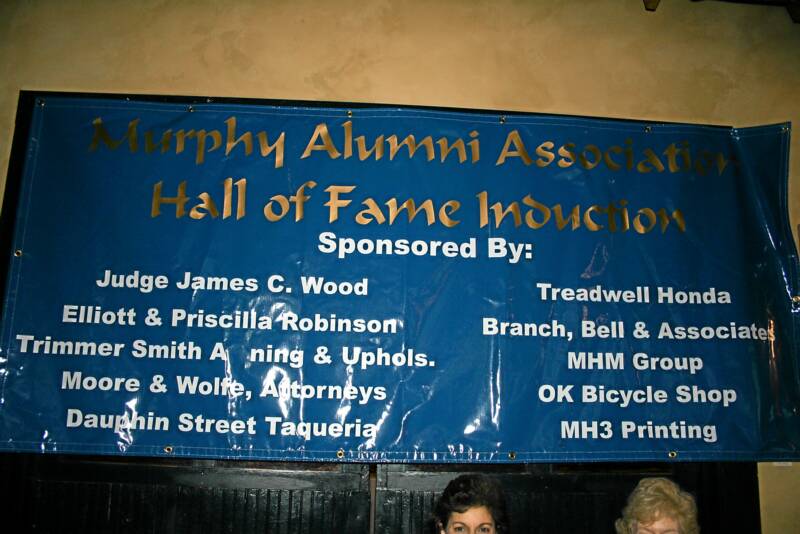 Murphy Alumni Association
Hall of Fame Induction
Sponsored By:
Judge James C. Wood
Elliott & Priscilla Robinson
Trimmer Smith & Uphols.
Moore & Wolfe, Attorneys
Dauphin Street Taqueria
Treadwell Honda
Branch, Bell & Associates
MHM Group
OK Bicycle Shop
MH3 Printing